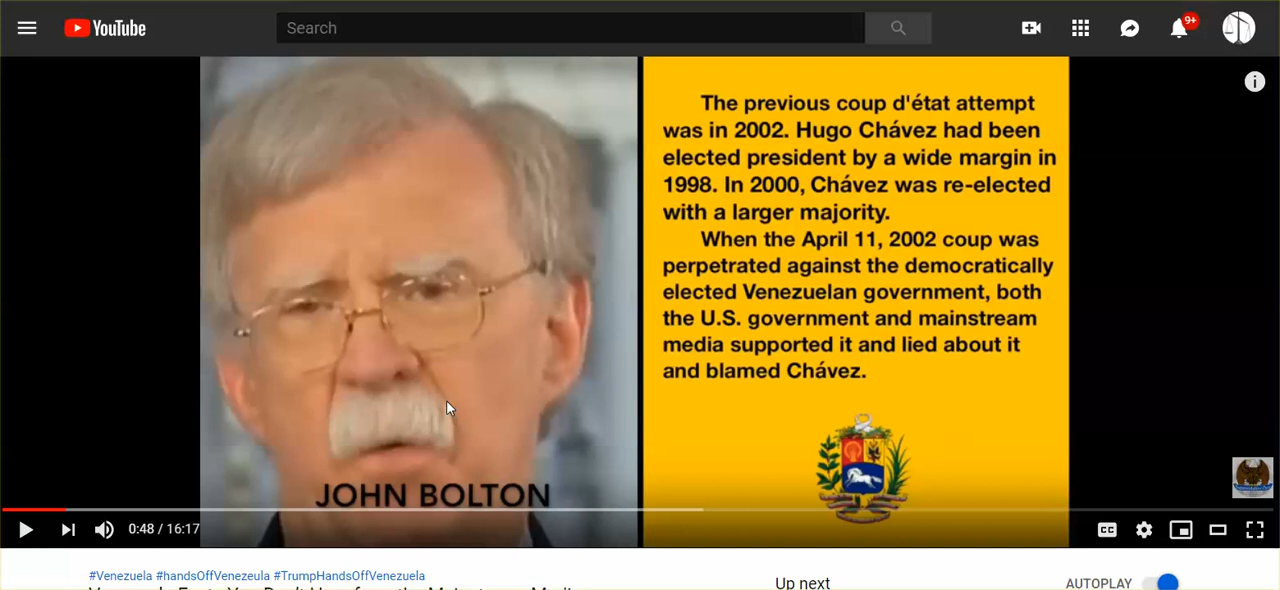 YouTube
Search
9+
The previous coup d'état attempt
was in 2002. Hugo Chávez had been
elected president by a wide margin in
1998. In 2000, Chávez was re-elected
with a larger majority.
When the April 11, 2002 coup was
perpetrated against the democratically
elected Venezuelan government, both
the U.S. government and mainstream
media supported it and lied about it
and blamed Chávez.
JOHN BOLTON
0:48 / 16:17
CC
#Venezuela #handsOffVenezeula #TrumpHandsOffVenezuela
Up next
AUTOPLAY